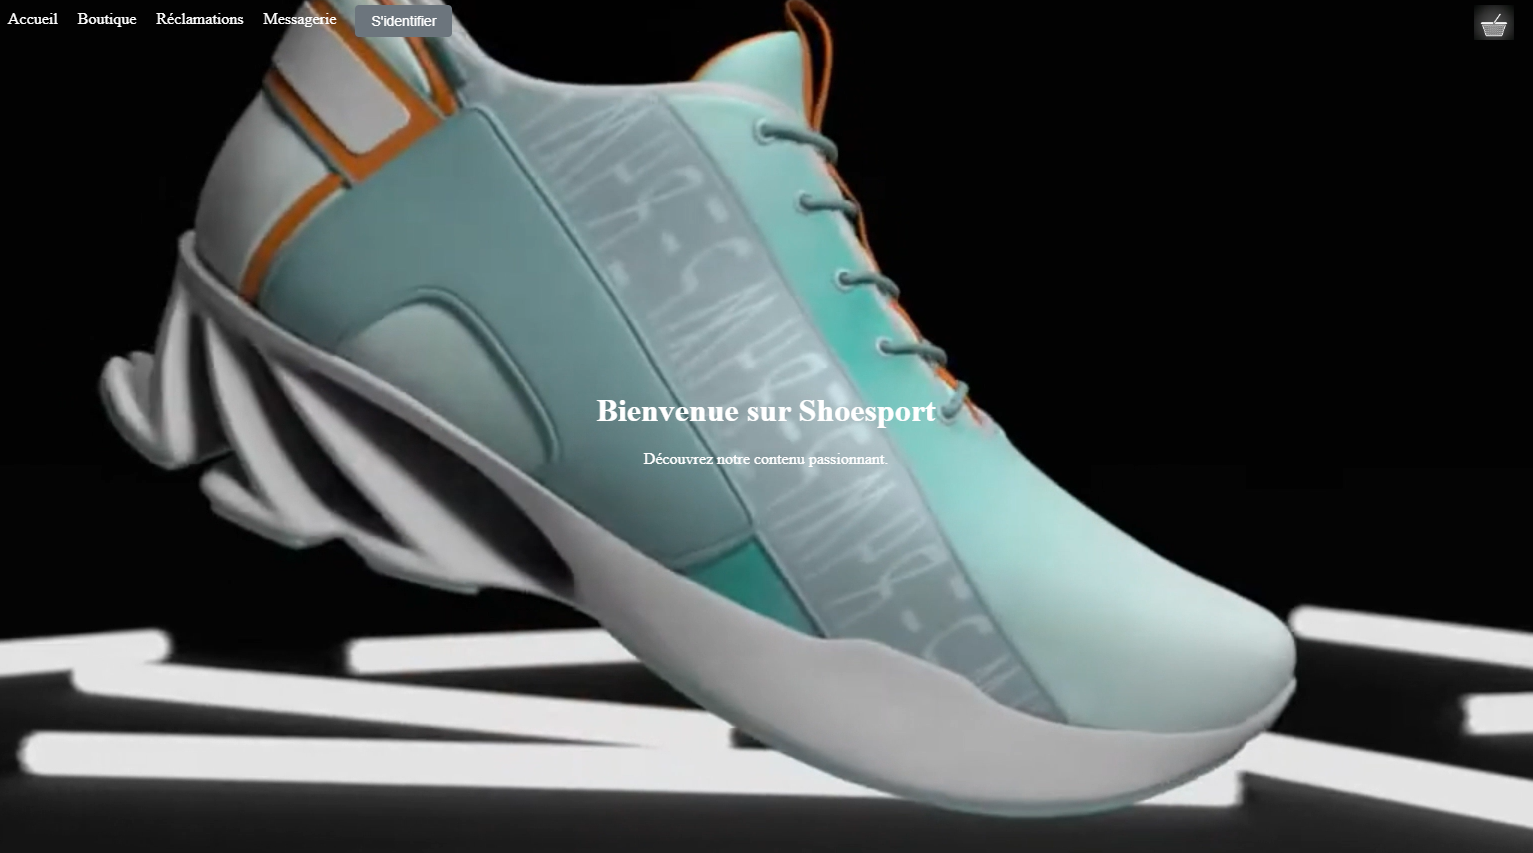 Accueil Boutique Réclamations Messagerie S'identifier
Bienvenue sur Shoesport
Découvrez notre contenu passionnant.